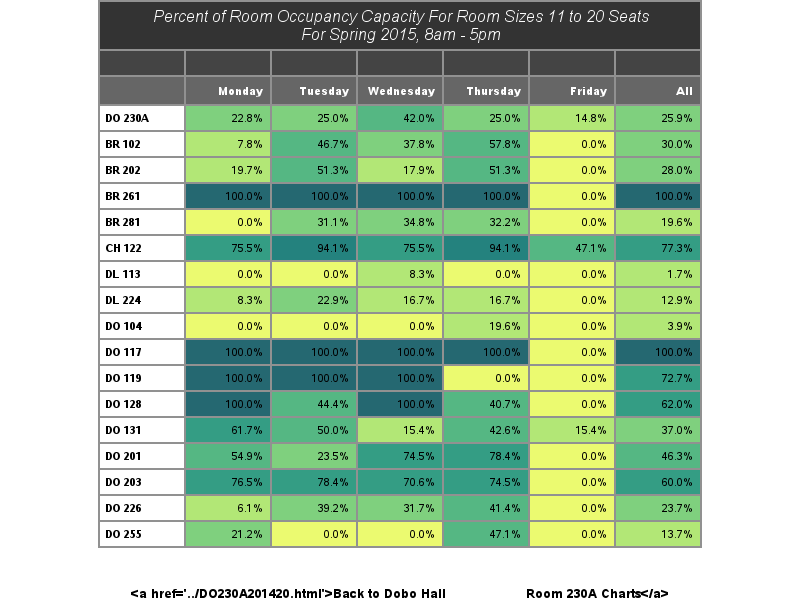 Percent of Room Occupancy Capacity For Room Sizes 11 to 20 Seats
For Spring 2015, 8am - 5pm
Monday Tuesday Wednesday Thursday Friday All
DO 230A 22.8% 25.0% 42.0% 25.0% 14.8% 25.9%
BR 102 7.8% 46.7% 37.8% 57.8% 0.0% 30.0%
BR 202 19.7% 51.3% 17.9% 51.3% 0.0% 28.0%
BR 261 100.0% 100.0% 100.0% 100.0% 0.0% 100.0%
BR 281 0.0% 31.1% 34.8% 32.2% 0.0% 19.6%
CH 122 75.5% 94.1% 75.5% 94.1% 47.1% 77.3%
DL 113 0.0% 0.0% 8.3% 0.0% 0.0% 1.7%
DL 224 8.3% 22.9% 16.7% 16.7% 0.0% 12.9%
DO 104 0.0% 0.0% 0.0% 19.6% 0.0% 3.9%
DO 117 100.0% 100.0% 100.0% 100.0% 0.0% 100.0%
DO 119 100.0% 100.0% 100.0% 0.0% 0.0% 72.7%
DO 128 100.0% 44.4% 100.0% 40.7% 0.0% 62.0%
DO 131 61.7% 50.0% 15.4% 42.6% 15.4% 37.0%
DO 201 54.9% 23.5% 74.5% 78.4% 0.0% 46.3%
DO 203 76.5% 78.4% 70.6% 74.5% 0.0% 60.0%
DO 226 6.1% 39.2% 31.7% 41.4% 0.0% 23.7%
DO 255 21.2% 0.0% 0.0% 47.1% 0.0% 13.7%
<a href='../DO230A201420.html'>Back to Dobo Hall Room 230A Charts</a>